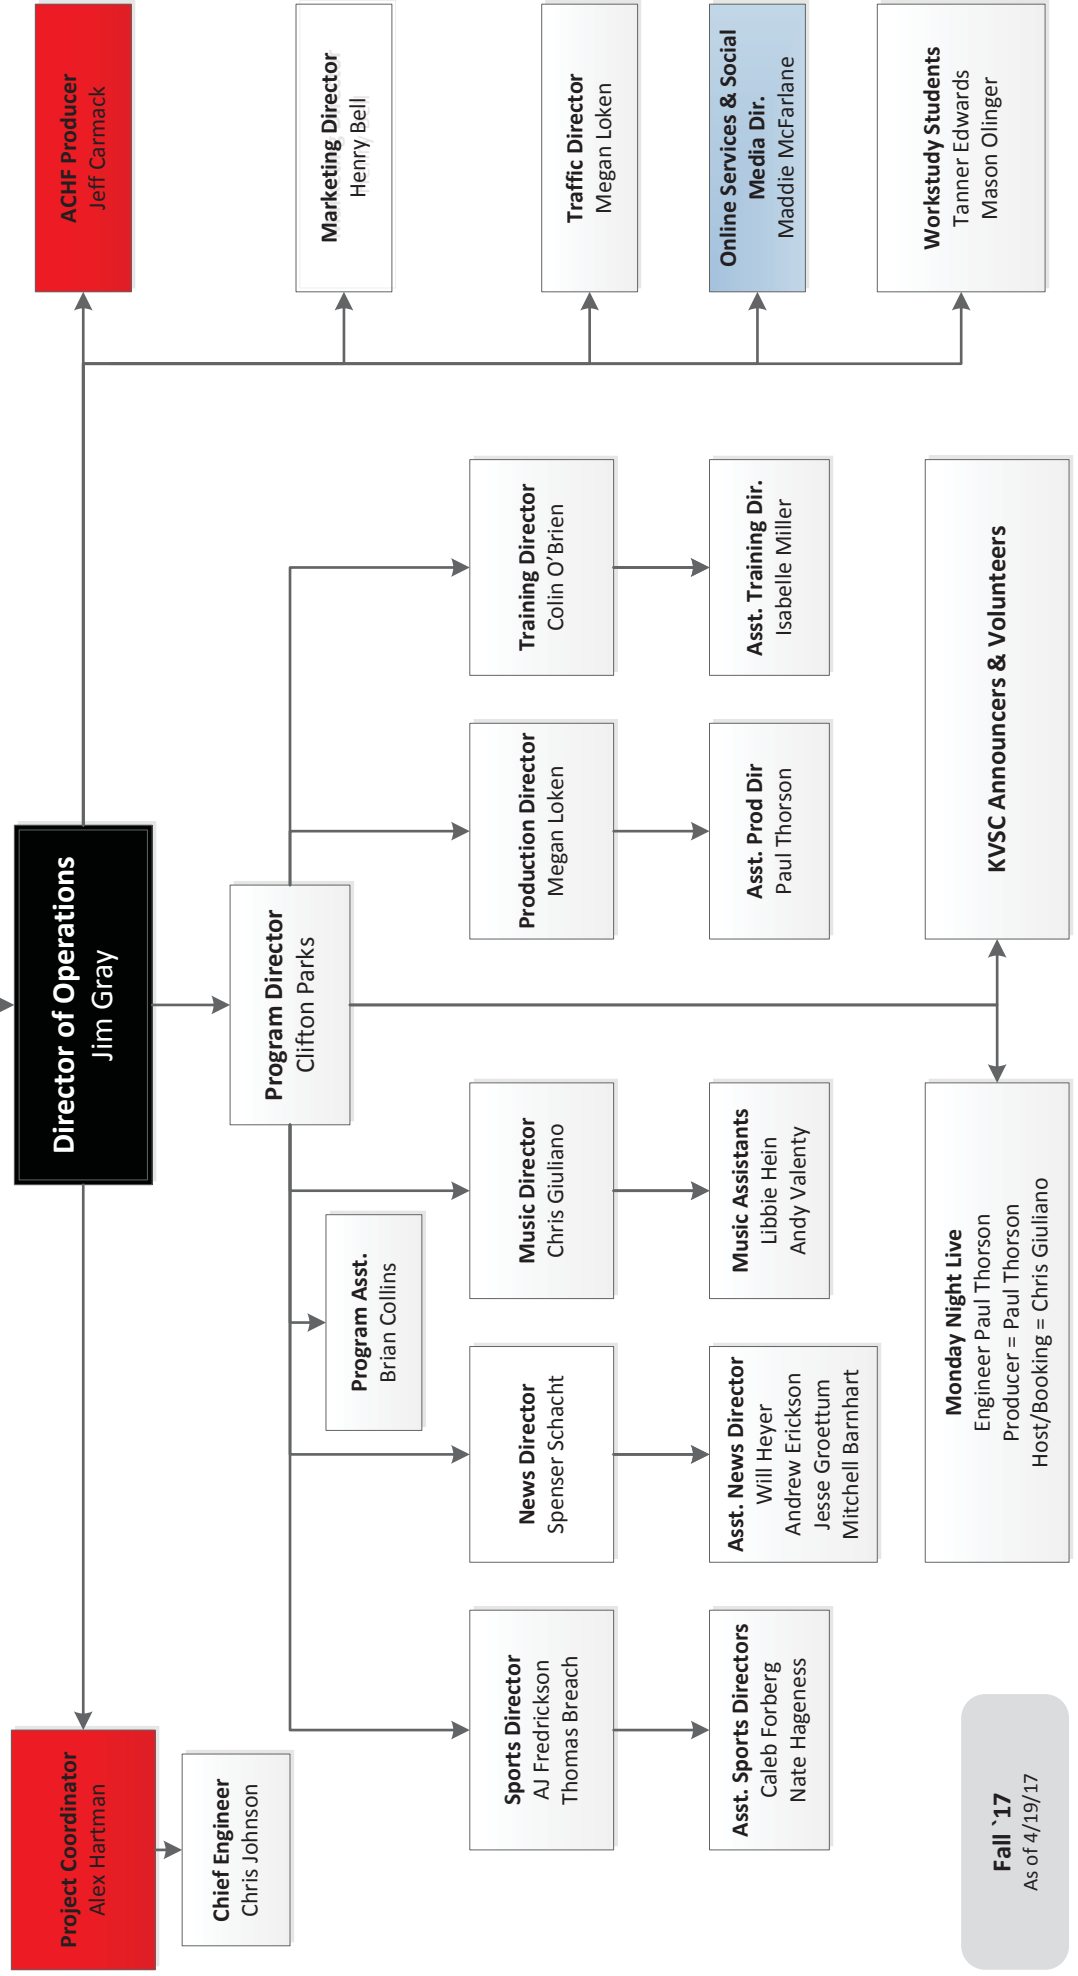 Director of Operations
Jim Gray
Project Coordinator
Alex Hartman
Chief Engineer
Chris Johnson
ACHF Producer
Jeff Carmack
Marketing Director
Henry Bell
Traffic Director
Megan Loken
Online Services & Social
Media Dir.
Maddie McFarlane
Workstudy Students
Tanner Edwards
Mason Olinger
Program Director
Clifton Parks
Program Asst.
Brian Collins
Sports Director
AJ Fredrickson
Thomas Breach
News Director
Spenser Schacht
Music Director
Chris Giuliano
Production Director
Megan Loken
Training Director
Colin O’Brien
Asst. Sports Directors
Caleb Forberg
Nate Hageness
Asst. News Director
Will Heyer
Andrew Erickson
Jesse Groettum
Mitchell Barnhart
Music Assistants
Libbie Hein
Andy Valenty
Asst. Prod Dir
Paul Thorson
Asst. Training Dir.
Isabelle Miller
Monday Night Live
Engineer Paul Thorson
Producer = Paul Thorson
Host/Booking = Chris Giuliano
KVSC Announcers & Volunteers
Fall `17
As of 4/19/17